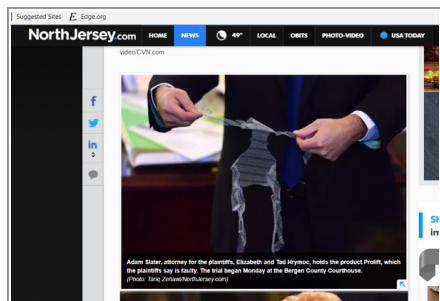 Suggested Sites E Edge.org
NorthJersey.com HOME NEWS 49° LOCAL OBITS PHOTO-VIDEO USA TODAY
video/CVN.com
f
in
Adam Slater, attorney for the plaintiffs, Elizabeth and Tad Hrymoc, holds the product Prolift, which
the plaintiffs say is faulty. The trial began Monday at the Bergen County Courthouse.
(Photo: Tariq Zehawi/NorthJersey.com)